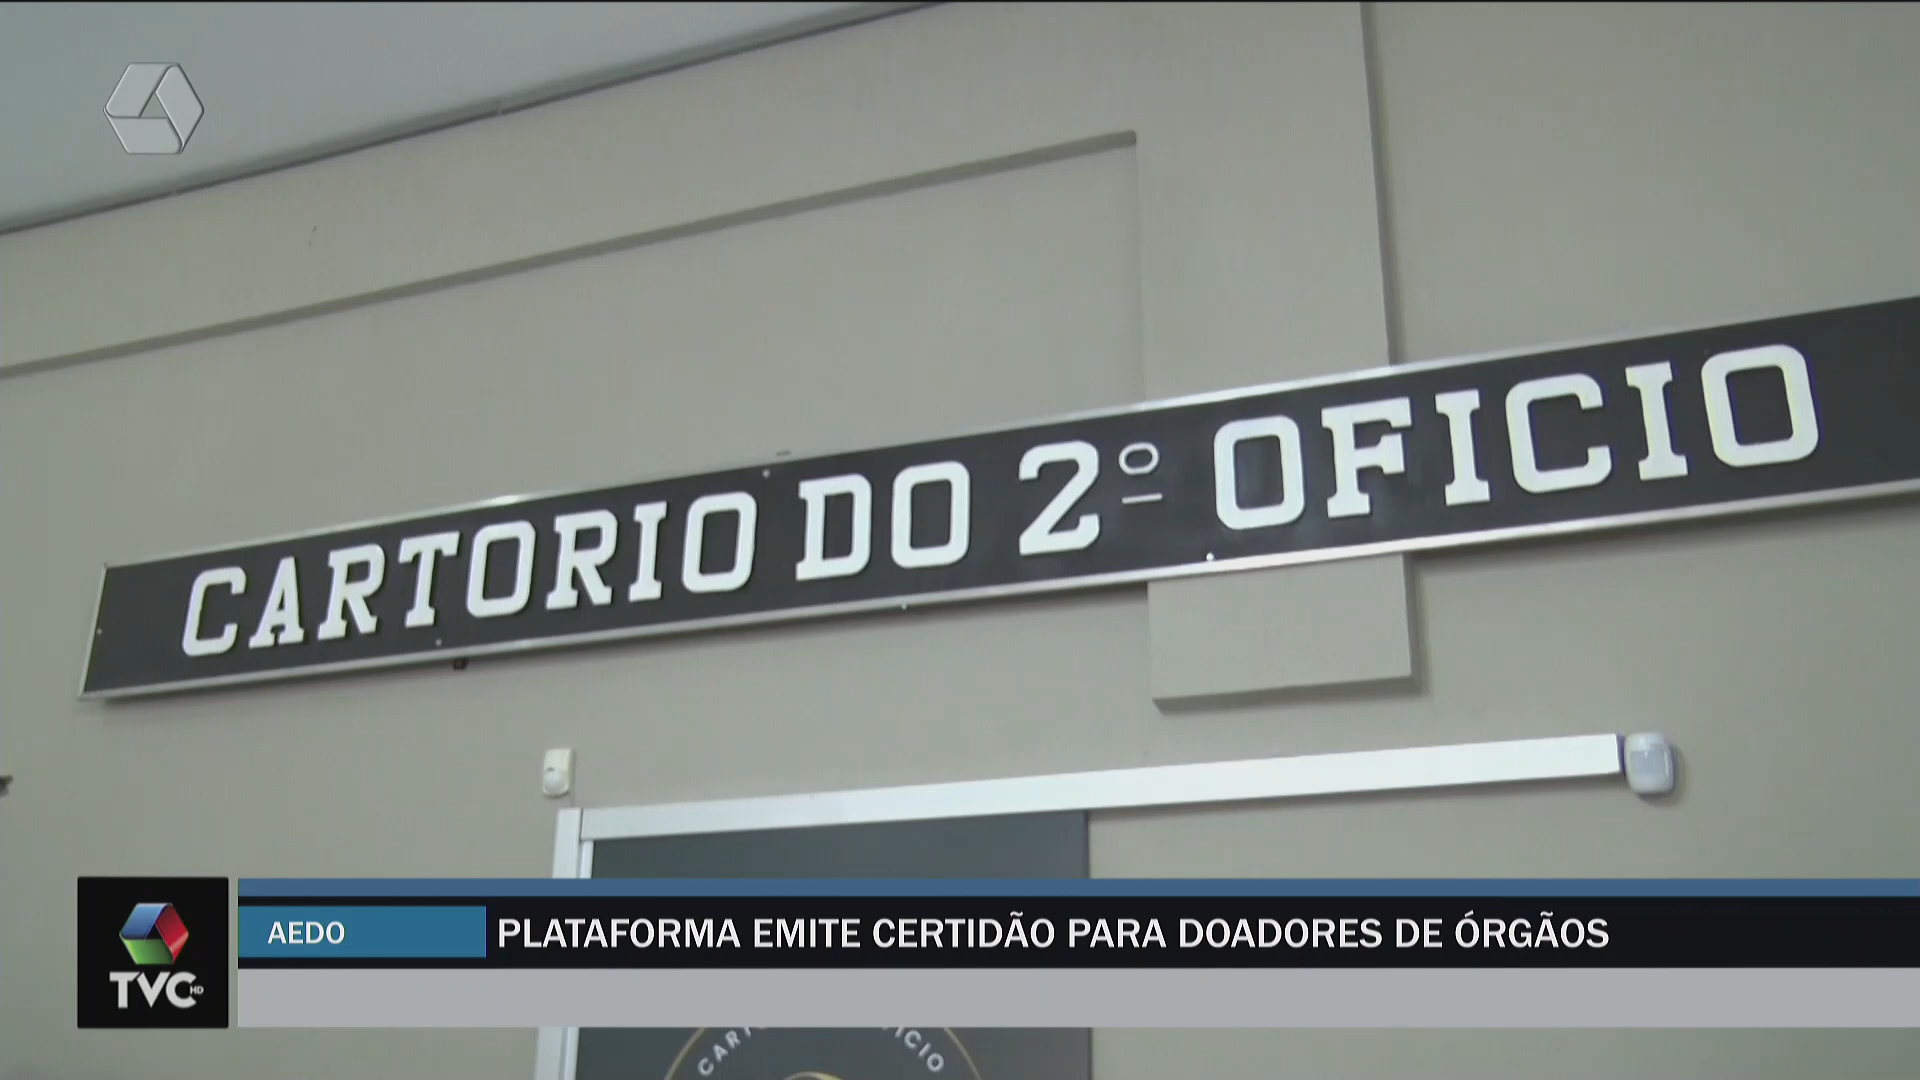 CARTORIO DO 2º OFICIO
AEDO
PLATAFORMA EMITE CERTIDÃO PARA DOADORES DE ÓRGÃOS
TVC HD